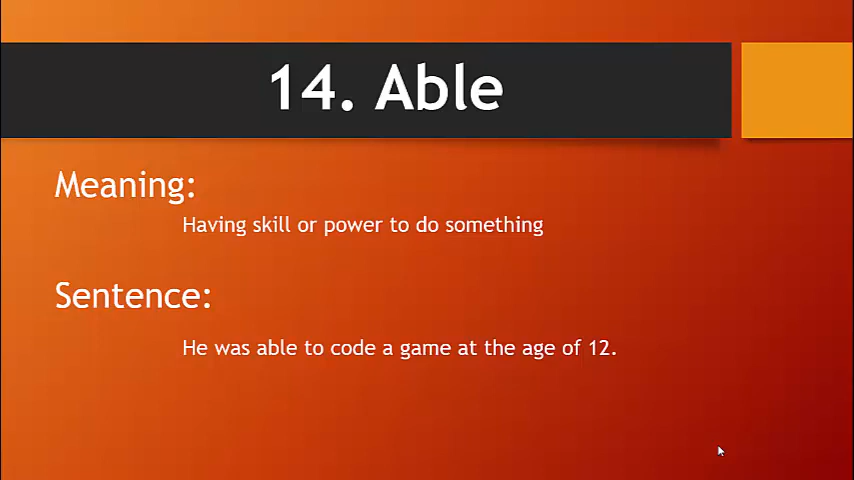 14. Able
Meaning:
Having skill or power to do something
Sentence:
He was able to code a game at the age of 12.